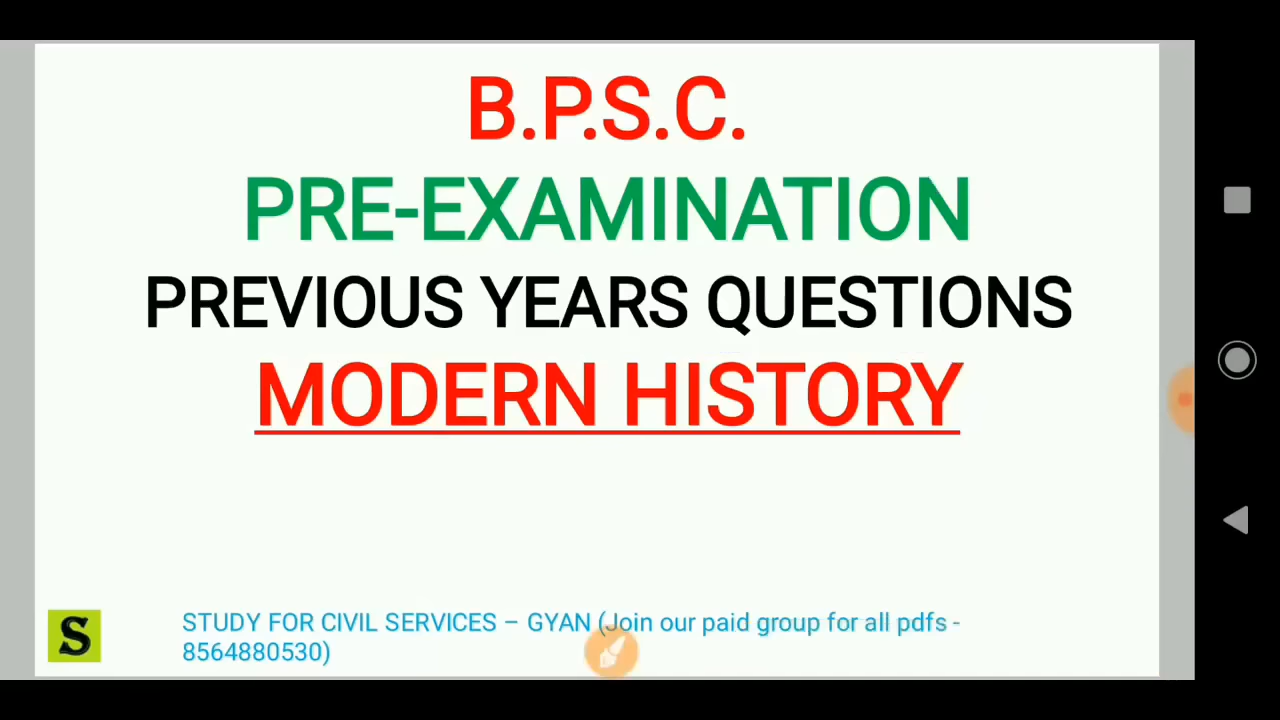 B.P.S.C.
PRE-EXAMINATION
PREVIOUS YEARS QUESTIONS
MODERN HISTORY
S
STUDY FOR CIVIL SERVICES – GYAN (Join our paid group for all pdfs -
8564880530)